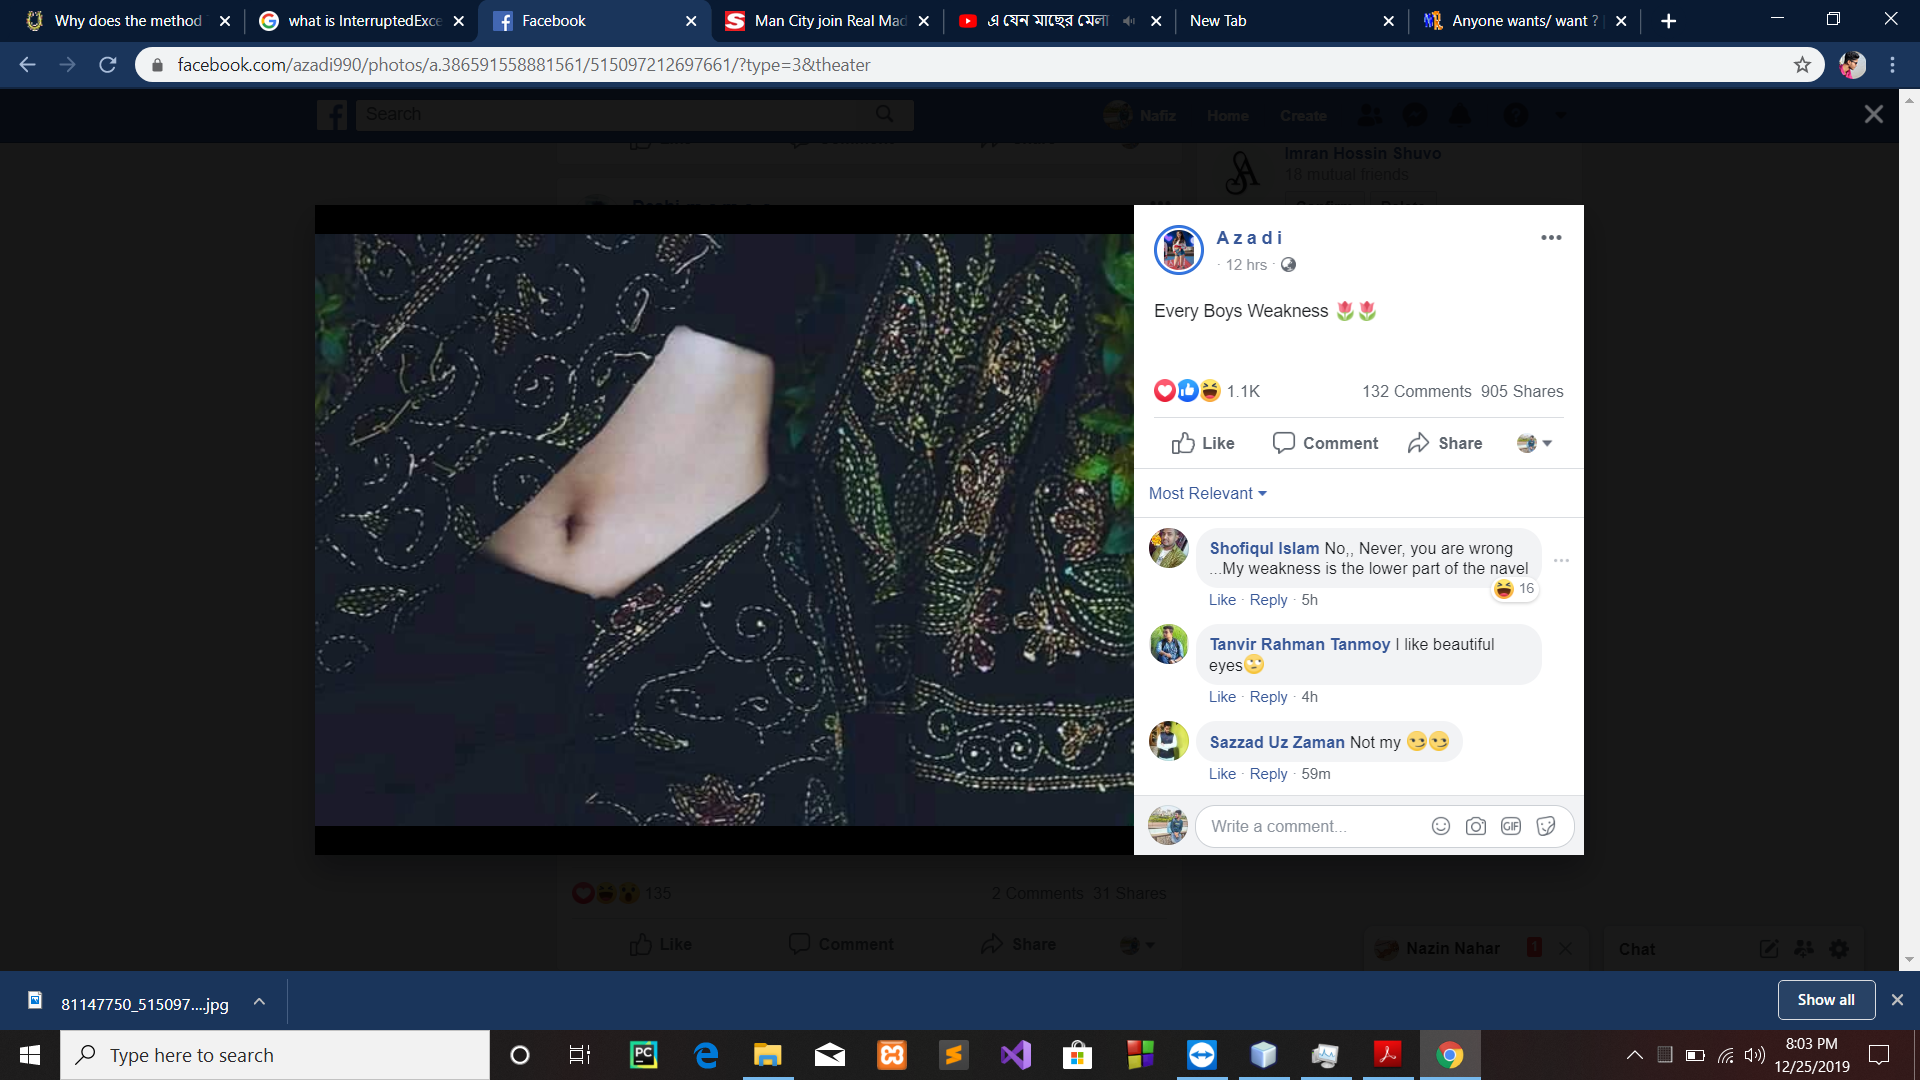 Why does the method
what is InterruptedExce
Facebook
Man City join Real Mad
এ যেন মাছের মেলা
New Tab
Anyone wants/ want ?
facebook.com/azadi990/photos/a.386591558881561/515097212697661/?type=3&theater
Search
Nafiz
Home
Create
Imran Hossin Shuvo
18 mutual friends
A z a d i
· 12 hrs ·
Every Boys Weakness 🌷🌷
1.1K
132 Comments 905 Shares
Like
Comment
Share
Most Relevant
Shofiqul Islam No,, Never, you are wrong
...My weakness is the lower part of the navel
😆 16
Like · Reply · 5h
Tanvir Rahman Tanmoy I like beautiful
eyes🙄
Like · Reply · 4h
Sazzad Uz Zaman Not my 😏😏
Like · Reply · 59m
Write a comment...
GIF
135
2 Comments 31 Shares
Like
Comment
Share
Nazin Nahar
1
Chat
81147750_515097....jpg
Show all
Type here to search
PC
8:03 PM
12/25/2019